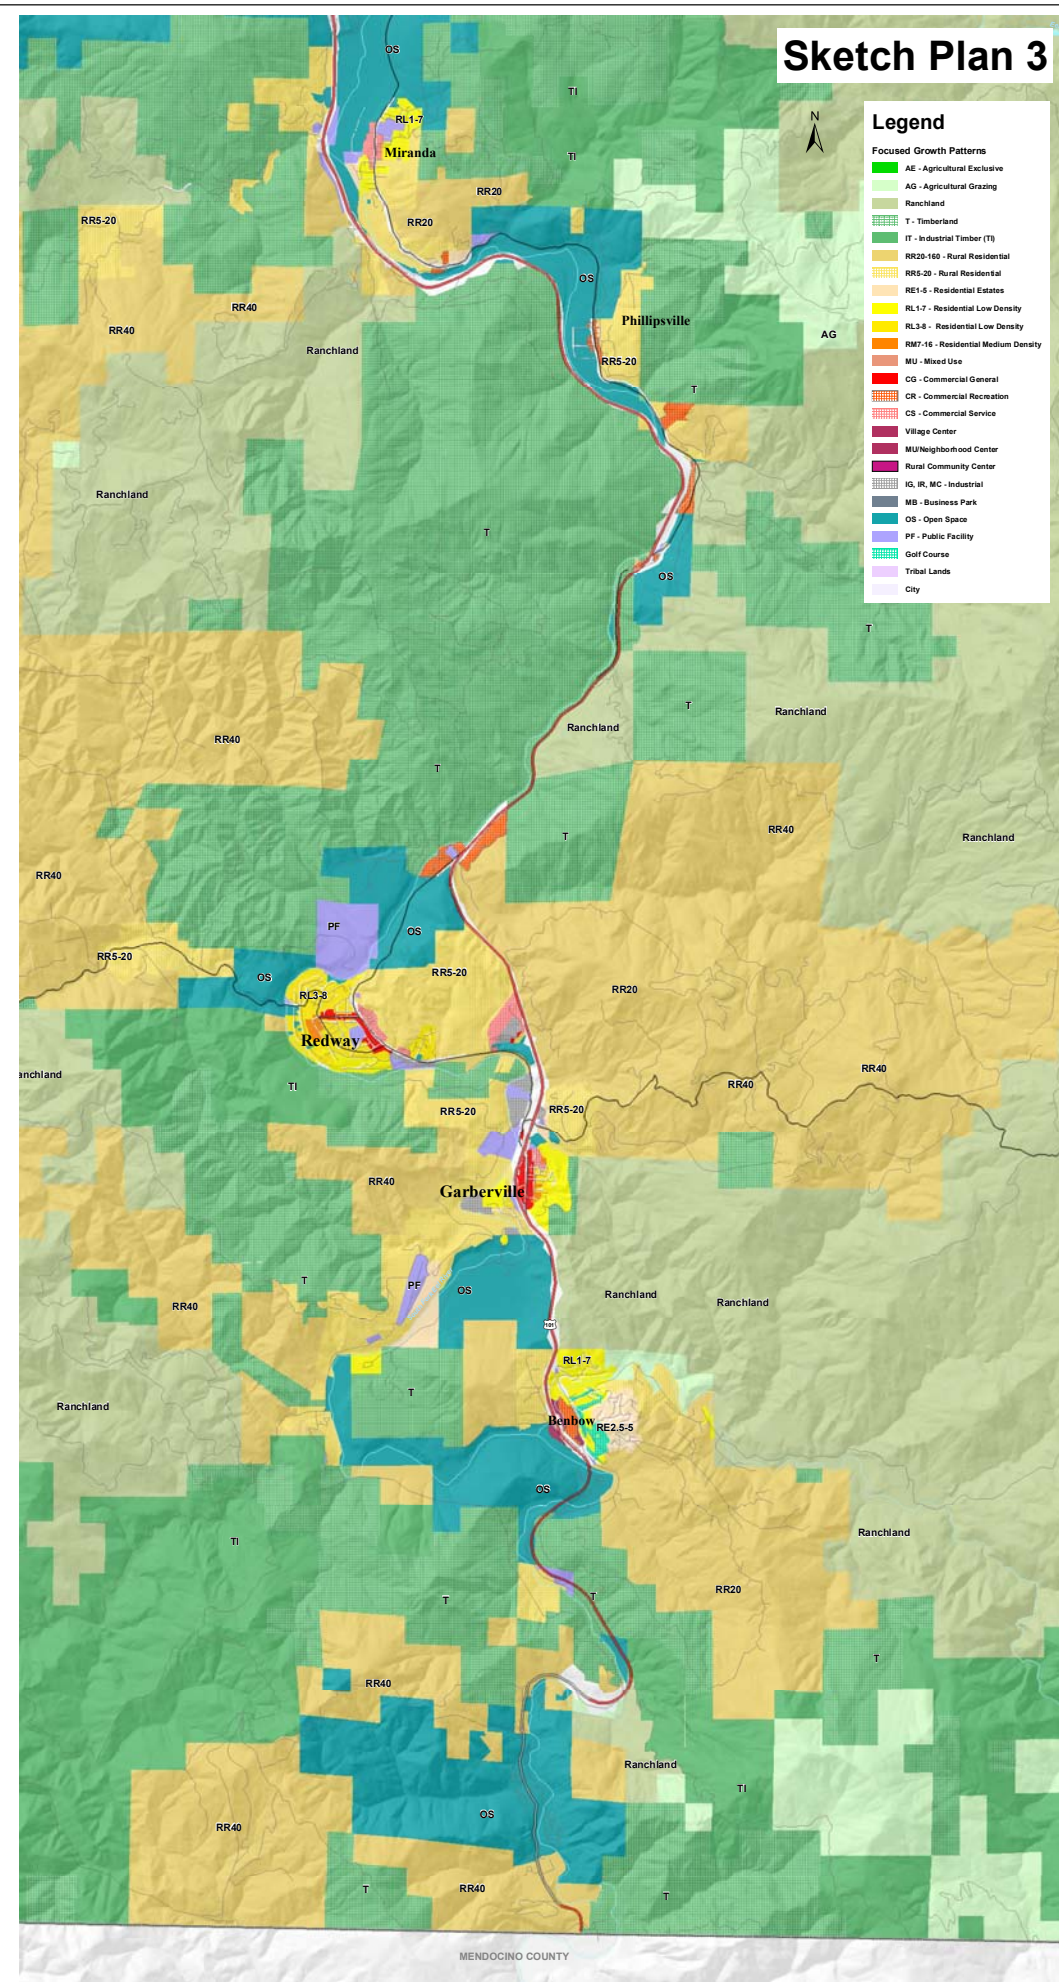 Sketch Plan 3
N
Legend
Focused Growth Patterns
AE - Agricultural Exclusive
AG - Agricultural Grazing
Ranchland
T - Timberland
IT - Industrial Timber (TI)
RR20-160 - Rural Residential
RR5-20 - Rural Residential
RE1-5 - Residential Estates
RL1-7 - Residential Low Density
RL3-8 - Residential Low Density
RM7-16 - Residential Medium Density
MU - Mixed Use
CG - Commercial General
CR - Commercial Recreation
CS - Commercial Service
Village Center
MU/Neighborhood Center
Rural Community Center
IG, IR, MC - Industrial
MB - Business Park
OS - Open Space
PF - Public Facility
Golf Course
Tribal Lands
City
OS
TI
RL1-7
Miranda
TI
RR20
RR5-20
RR20
OS
RR40
Phillipsville
RR40
AG
Ranchland
RR5-20
T
Ranchland
T
OS
T
T
Ranchland
Ranchland
RR40
T
RR40
T
Ranchland
RR40
PF
OS
RR5-20
RR5-20
OS
RR20
RL3-8
Redway
RR40
anchland
RR40
TI
RR5-20
RR5-20
RR40
Garberville
T
PF
OS
Ranchland
Ranchland
RR40
101
RL1-7
T
Ranchland
Benbow
RE2.5-5
OS
Ranchland
TI
RR20
T
T
T
RR40
Ranchland
TI
OS
RR40
RR40
T
T
MENDOCINO COUNTY